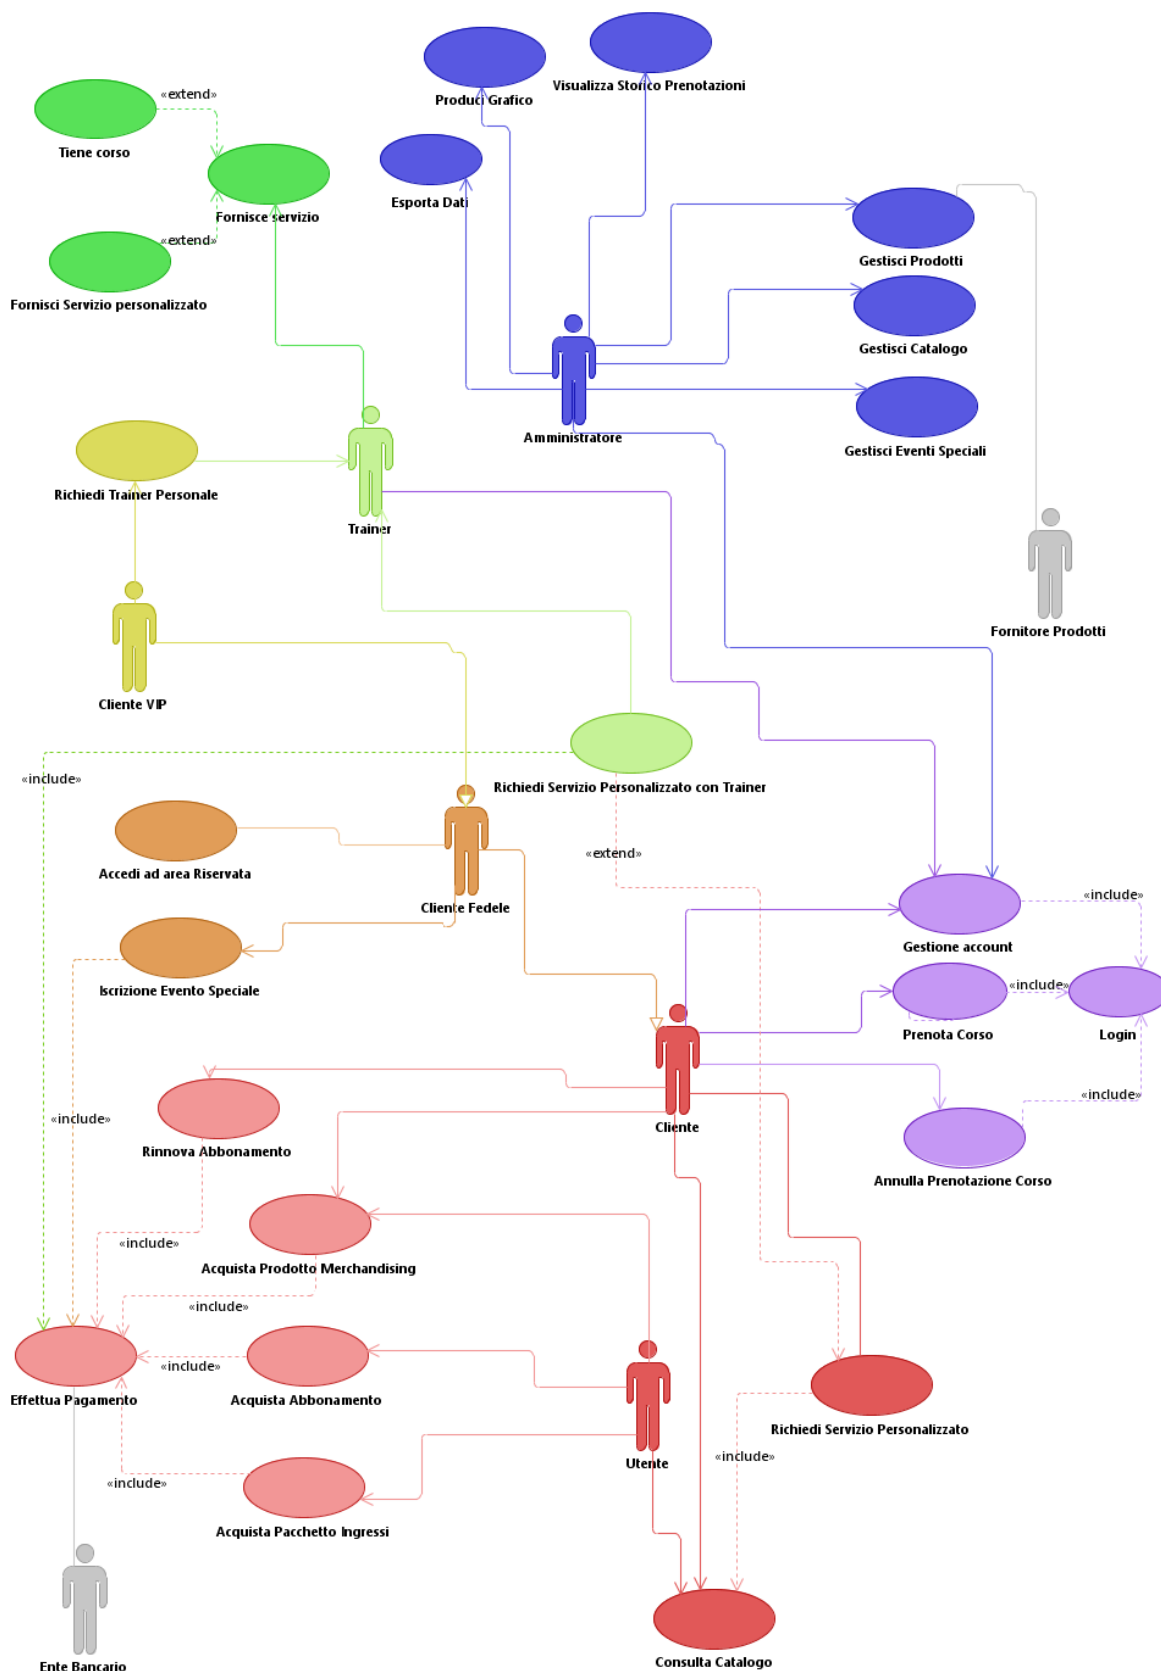 Visualizza Storico Prenotazioni
Produci Grafico
«extend»
Tiene corso
Esporta Dati
Fornisce servizio
«extend»
Gestisci Prodotti
Fornisci Servizio personalizzato
Gestisci Catalogo
Amministratore
Gestisci Eventi Speciali
Richiedi Trainer Personale
Trainer
Fornitore Prodotti
Cliente VIP
«include»
Richiedi Servizio Personalizzato con Trainer
«extend»
Accedi ad area Riservata
Cliente Fedele
«include»
Gestione account
Iscrizione Evento Speciale
«include»
Prenota Corso
Login
«include»
«include»
Cliente
Rinnova Abbonamento
Annulla Prenotazione Corso
«include»
Acquista Prodotto Merchandising
«include»
«include»
Effettua Pagamento
Acquista Abbonamento
Richiedi Servizio Personalizzato
«include»
Utente
«include»
Acquista Pacchetto Ingressi
Consulta Catalogo
Ente Bancario